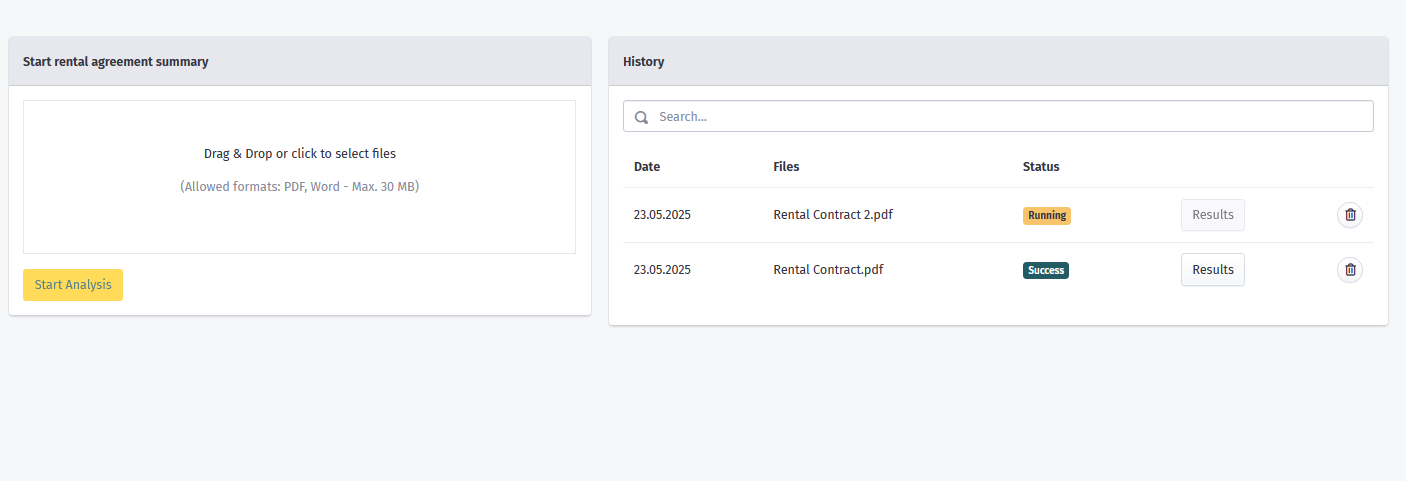 Start rental agreement summary
Drag & Drop or click to select files
(Allowed formats: PDF, Word - Max. 30 MB)
Start Analysis
History
Search...
Date Files Status
23.05.2025 Rental Contract 2.pdf Running Results
23.05.2025 Rental Contract.pdf Success Results